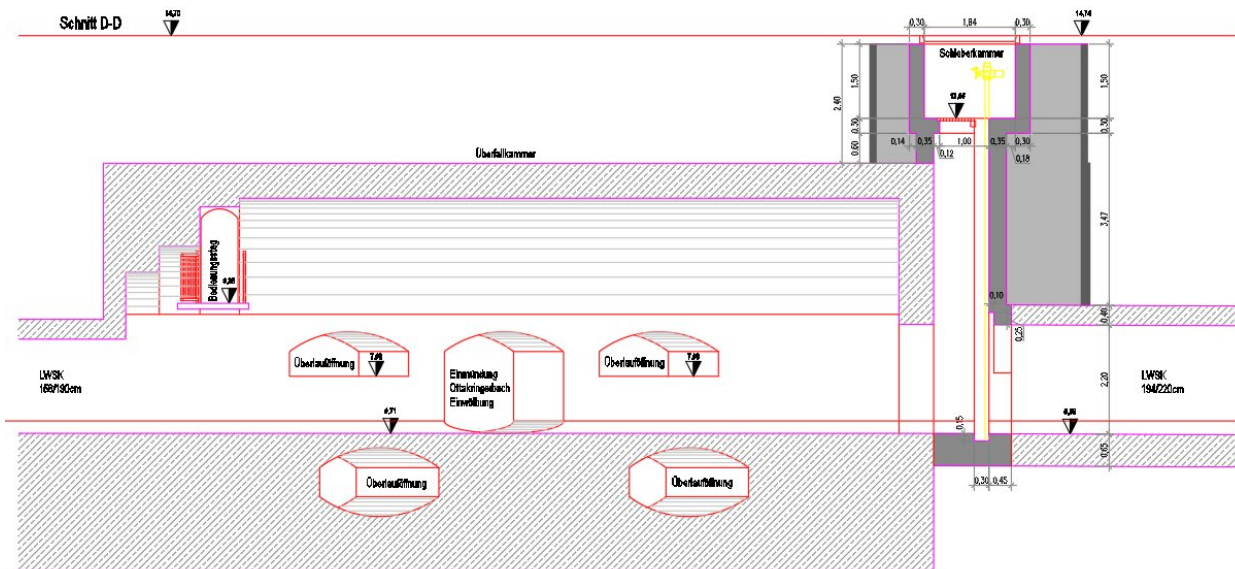 Schnitt D-D
14,70
0,30
1,84
0,30
14,74
Schieberkammer
2,40
1,50
1,50
0,30
0,30
0,60
0,14
0,35
1,00
0,35
0,30
0,12
0,18
Überfallkammer
3,47
Bedienungssteg
0,10
0,40
0,25
Überlauföffnung
Überlauföffnung
Einmündung
Ottakringerbach
Einwölbung
LWSK
158/190cm
2,20
LWSK
194/220cm
0,15
0,65
Überlauföffnung
Überlauföffnung
0,30
0,45